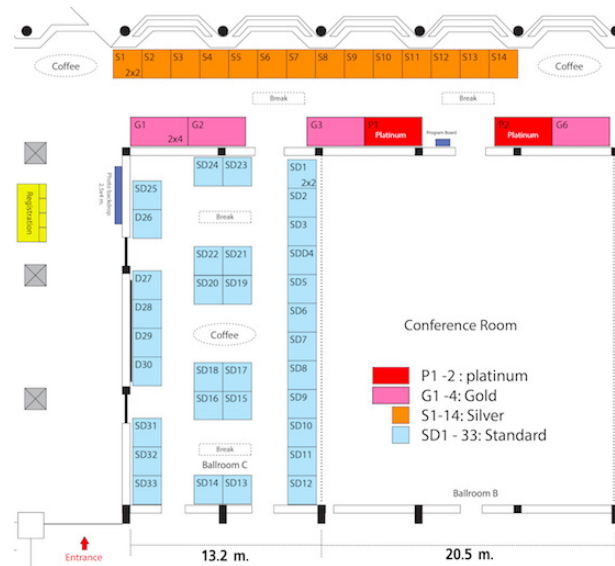 S1 S2 S3 S4 S5 S6 S7 S8 S9 S10 S11 S12 S13 S14
2x2
Coffee
Coffee
Break
Break
G1 G2
2x4
G3 P1
Platinum
Program Board
P2 G6
Platinum
Registration
Photo backdrop
2.5x4 m.
SD25
D26
D27
D28
D29
D30
SD31
SD32
SD33
SD24 SD23
Break
SD22 SD21
SD20 SD19
Coffee
SD18 SD17
SD16 SD15
Break
Ballroom C
SD14 SD13
SD1
2x2
SD2
SD3
SDD4
SD5
SD6
SD7
SD8
SD9
SD10
SD11
SD12
Conference Room
P1 -2 : platinum
G1 -4: Gold
S1-14: Silver
SD1 - 33: Standard
Ballroom B
Entrance
13.2 m.
20.5 m.